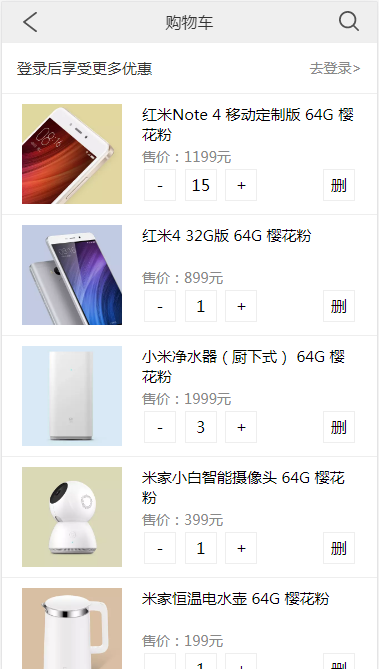 购物车
登录后享受更多优惠 去登录>
红米Note 4 移动定制版 64G 樱
花粉
售价：1199元
- 15 + 删
红米4 32G版 64G 樱花粉
售价：899元
- 1 + 删
小米净水器（厨下式） 64G 樱
花粉
售价：1999元
- 3 + 删
米家小白智能摄像头 64G 樱花
粉
售价：399元
- 1 + 删
米家恒温电水壶 64G 樱花粉
售价：199元
- 1 + 删